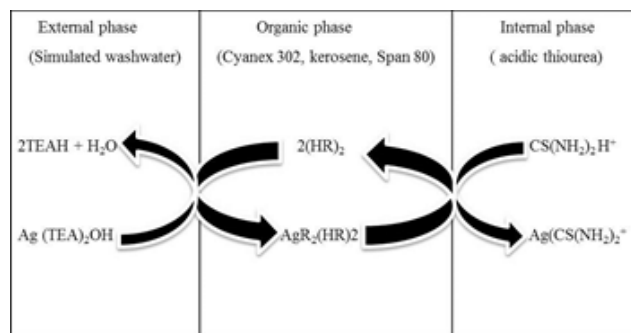 External phase
(Simulated washwater)
Organic phase
(Cyanex 302, kerosene, Span 80)
Internal phase
( acidic thiourea)
2TEAH + H₂O
2(HR)₂
CS(NH₂)₂H⁺
Ag (TEA)₂OH
AgR₂(HR)2
Ag(CS(NH₂)₂⁺